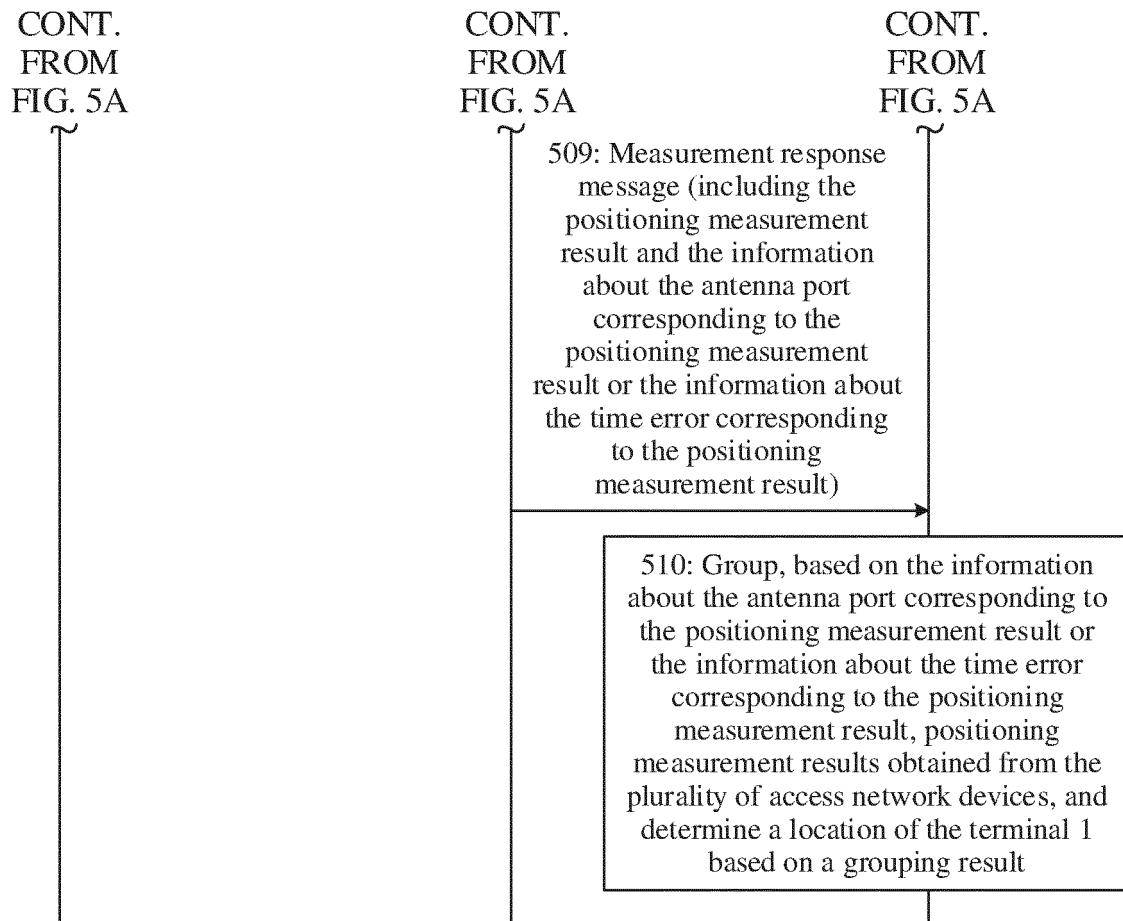 CONT.
FROM
FIG. 5A
CONT.
FROM
FIG. 5A
CONT.
FROM
FIG. 5A
509: Measurement response
message (including the
positioning measurement
result and the information
about the antenna port
corresponding to the
positioning measurement
result or the information about
the time error corresponding
to the positioning
measurement result)
510: Group, based on the information
about the antenna port corresponding to
the positioning measurement result or
the information about the time error
corresponding to the positioning
measurement result, positioning
measurement results obtained from the
plurality of access network devices, and
determine a location of the terminal 1
based on a grouping result